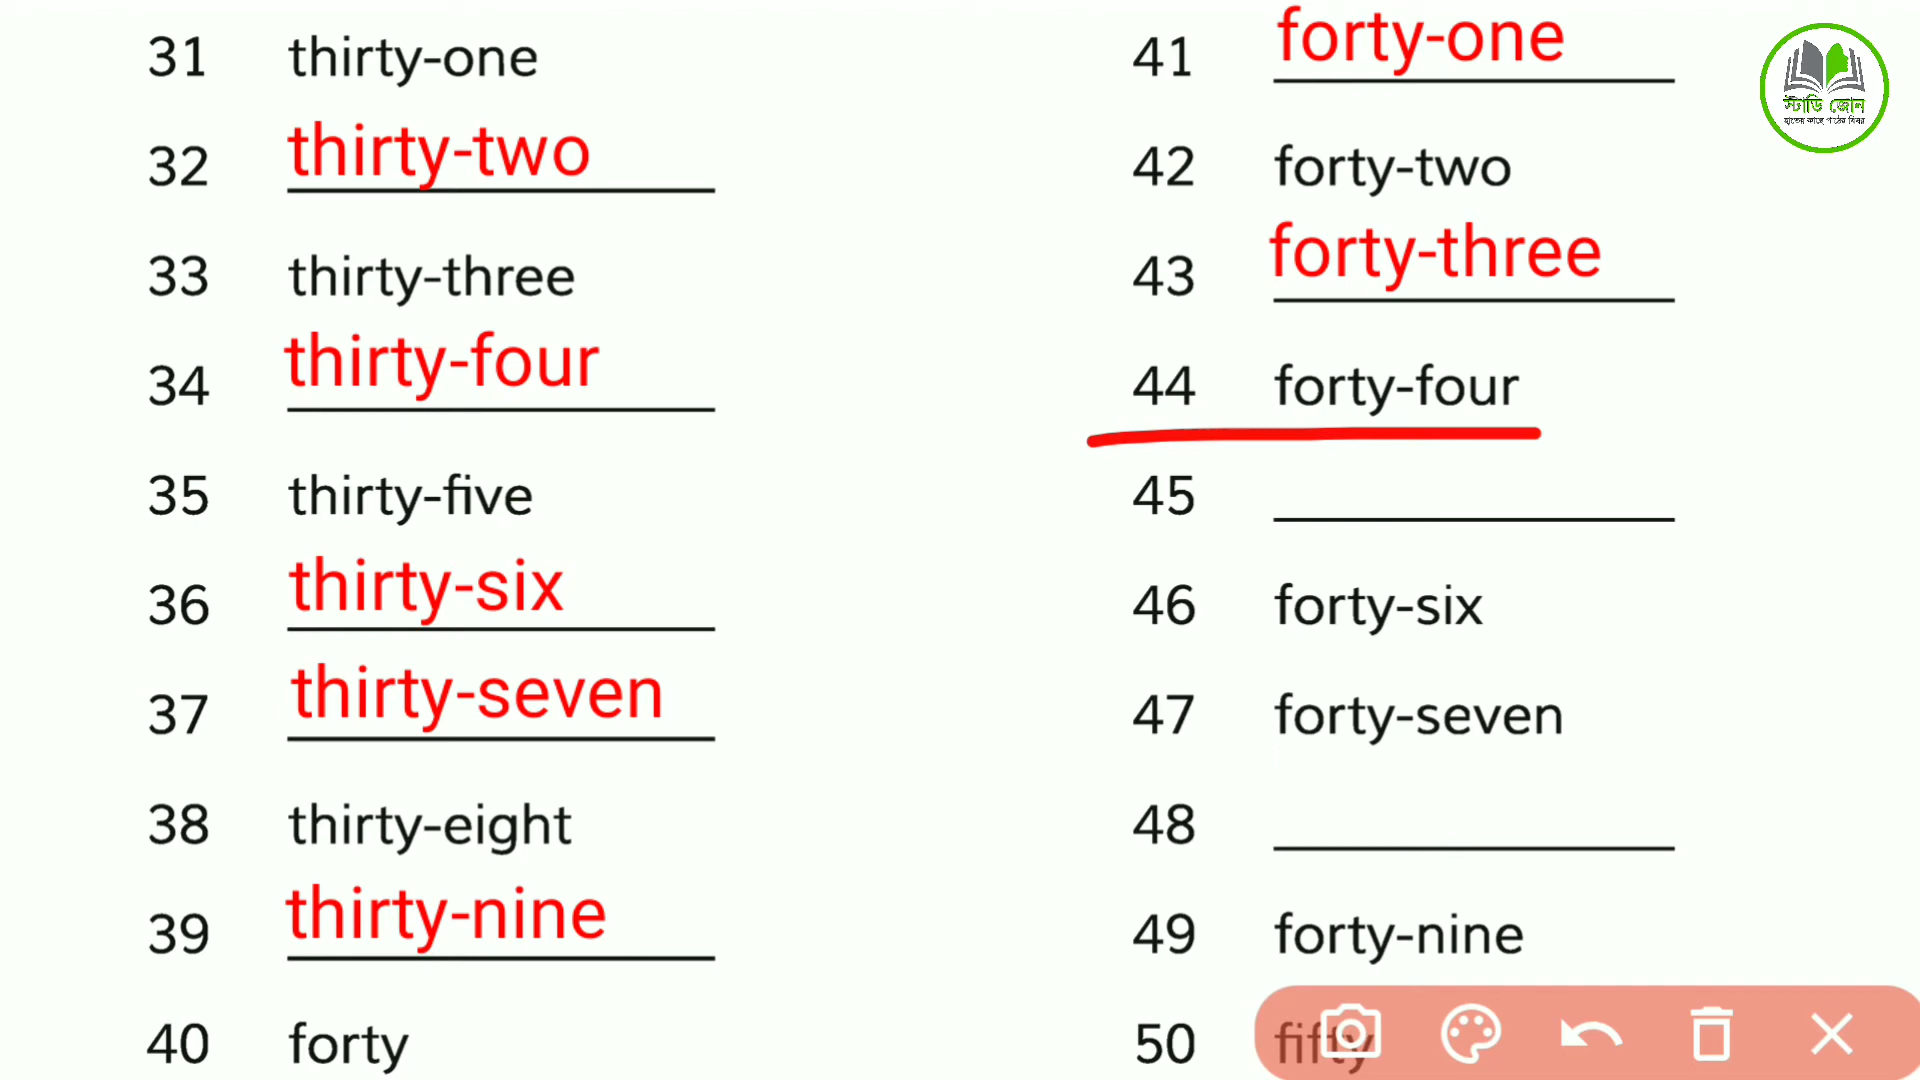 31 thirty-one
32 thirty-two
33 thirty-three
34 thirty-four
35 thirty-five
36 thirty-six
37 thirty-seven
38 thirty-eight
39 thirty-nine
40 forty
41 forty-one
42 forty-two
43 forty-three
44 forty-four
45
46 forty-six
47 forty-seven
48
49 forty-nine
50 fifty
স্টাডি জোন
হাতের কাছে পাঠের বিষয়